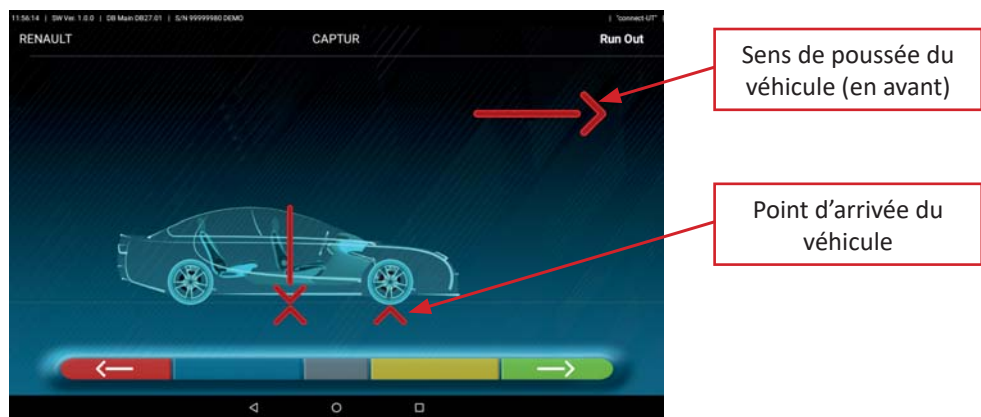 11:56:14 | SW Ver. 1.0.0 | DB Main DB27.01 | S/N 99999980 DEMO | "connect-UT" |
RENAULT CAPTUR Run Out
Sens de poussée du
véhicule (en avant)
Point d'arrivée du
véhicule